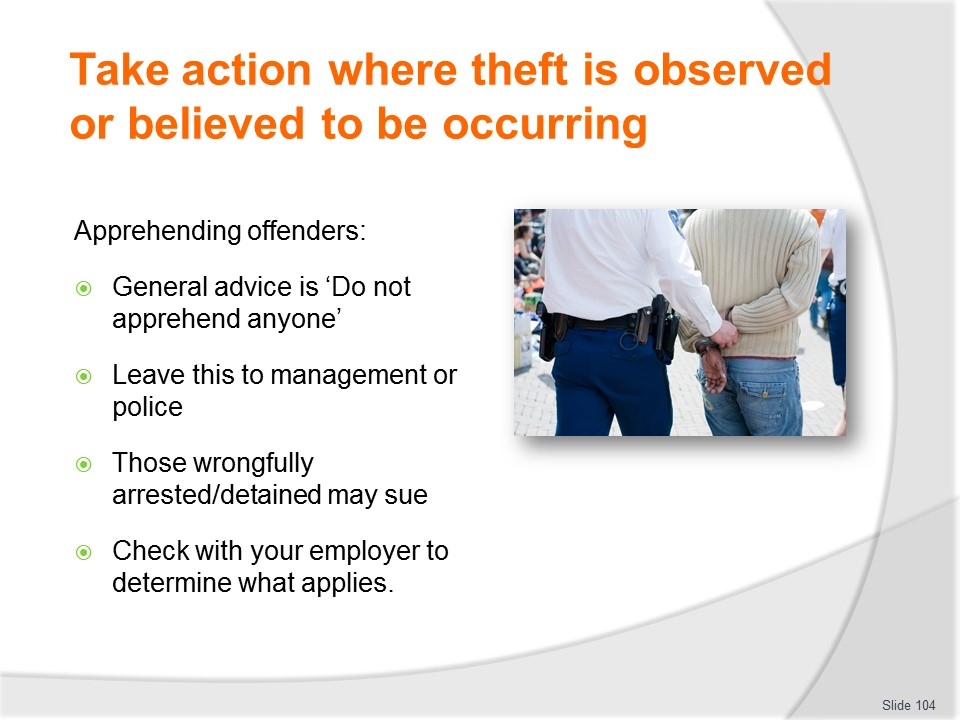 Take action where theft is observed
or believed to be occurring
Apprehending offenders:
General advice is ‘Do not
apprehend anyone’
Leave this to management or
police
Those wrongfully
arrested/detained may sue
Check with your employer to
determine what applies.
Slide 104